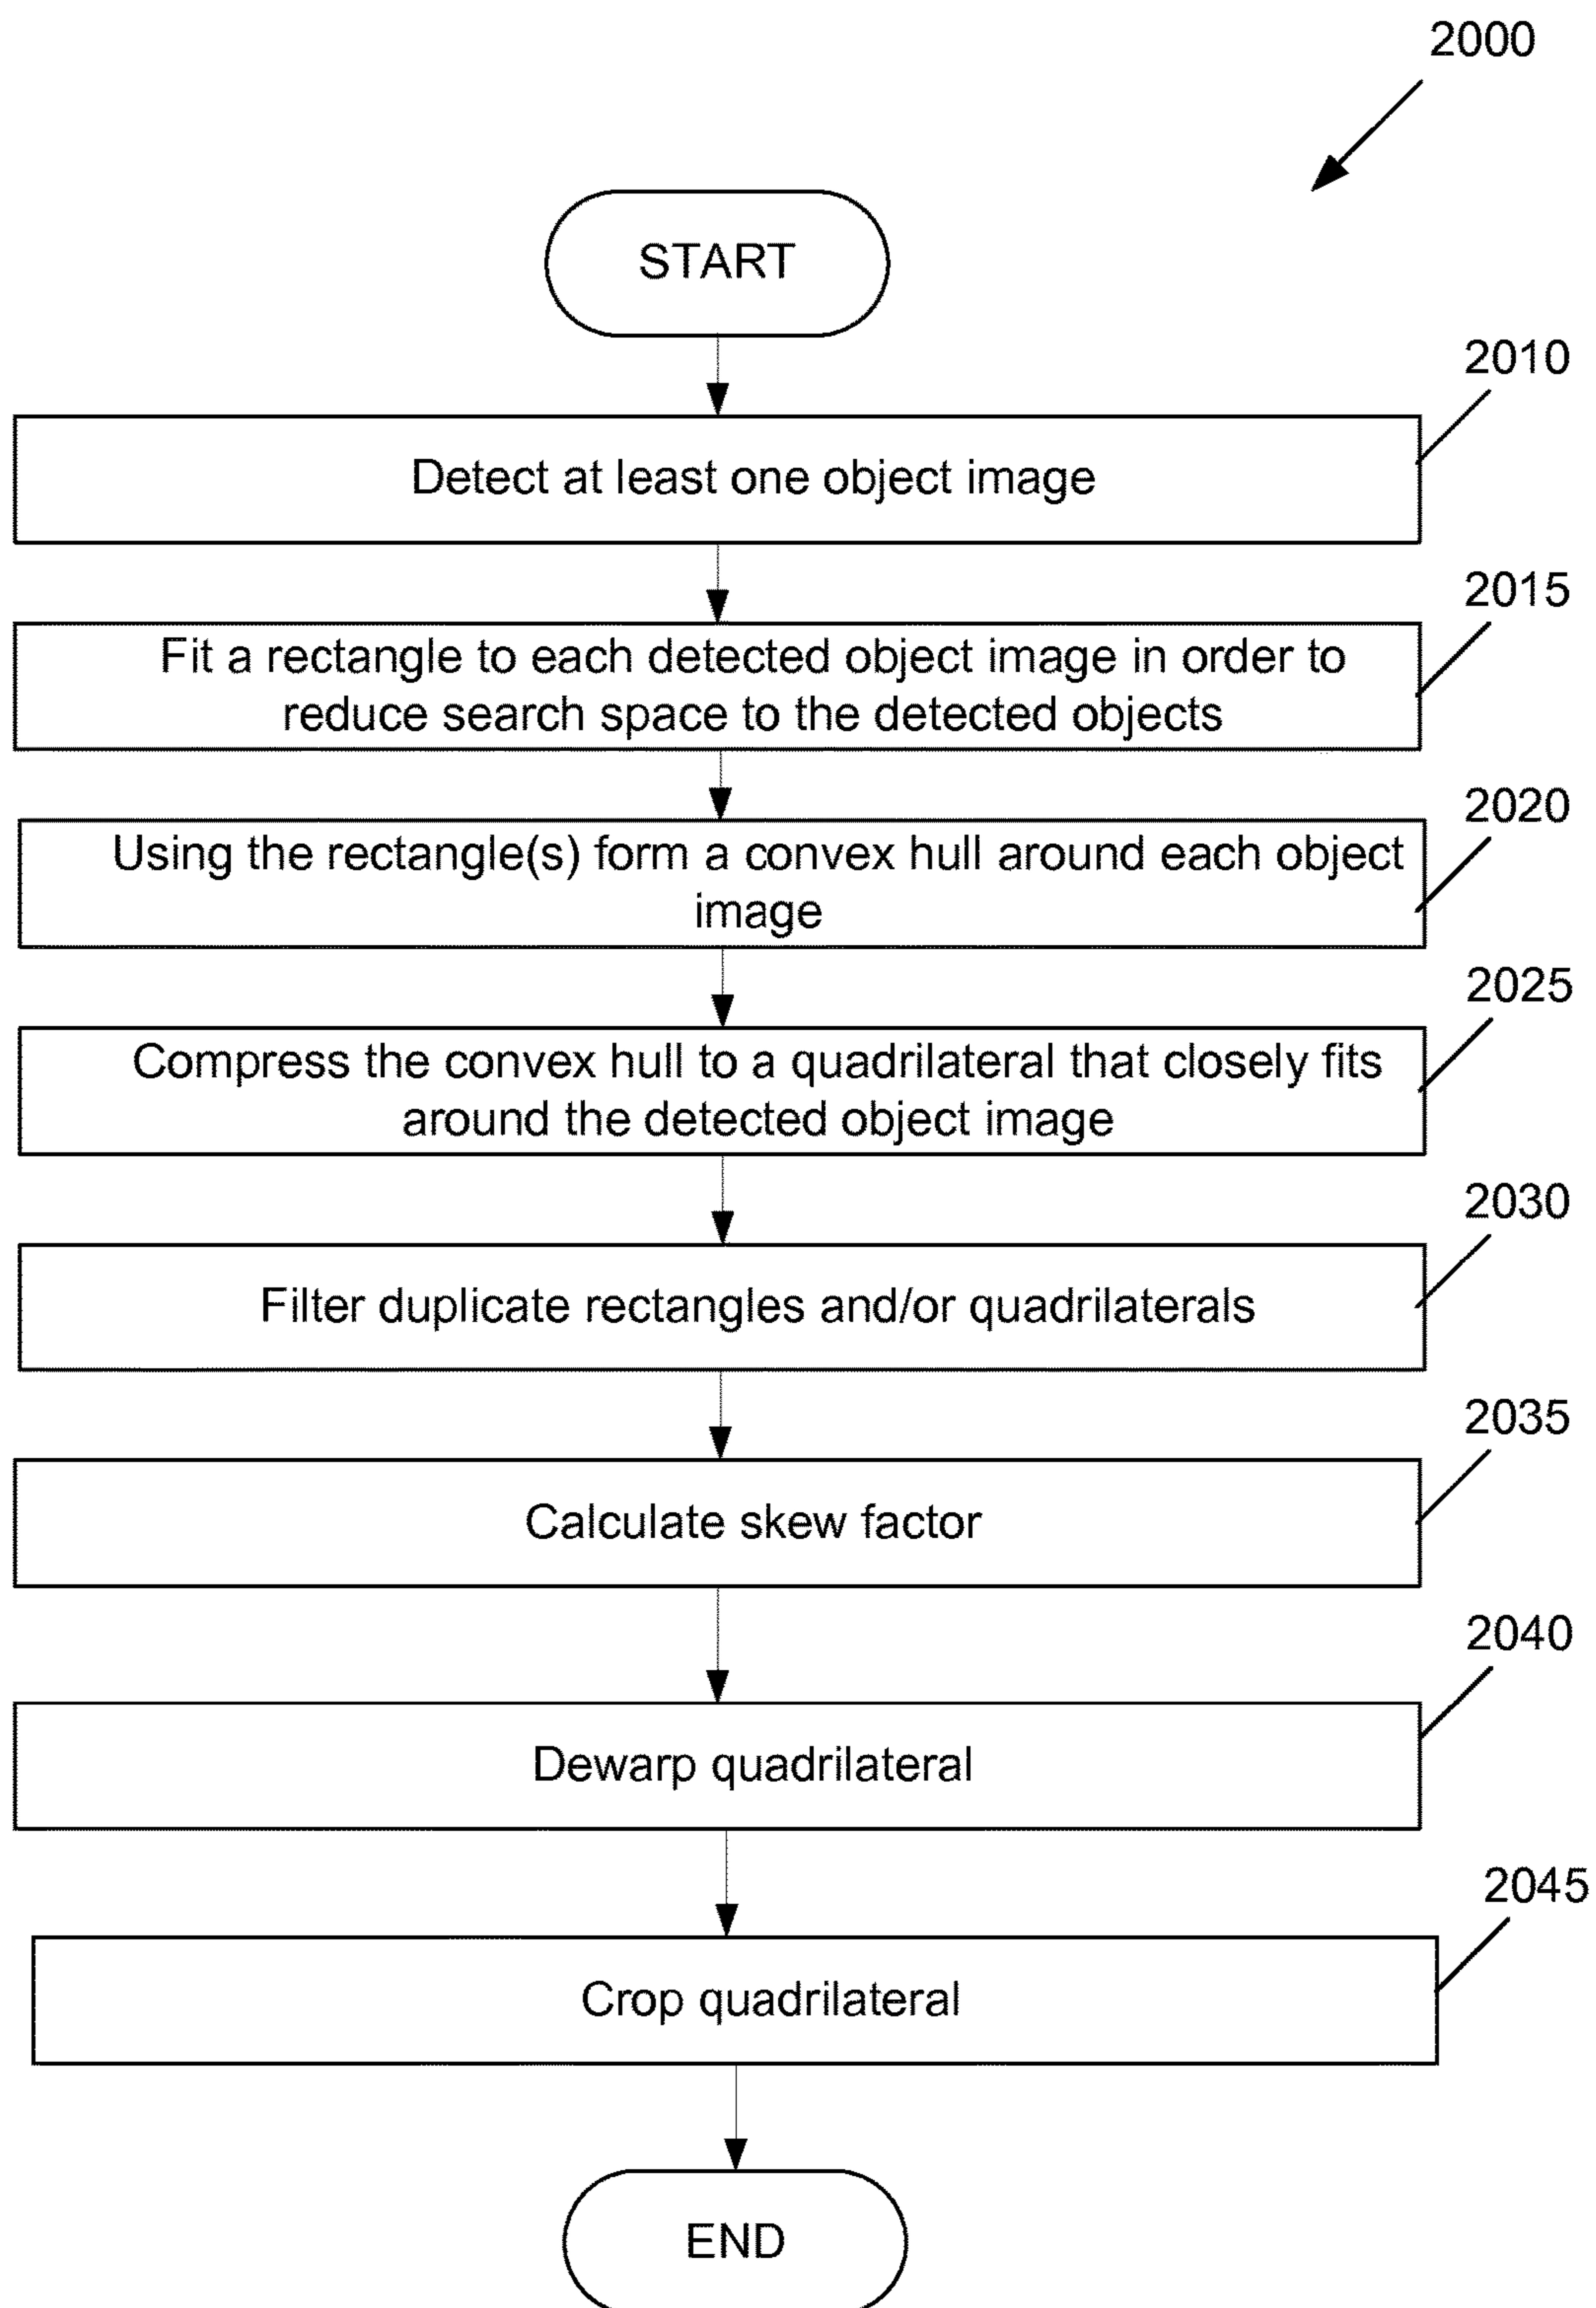 2000
START
2010
Detect at least one object image
2015
Fit a rectangle to each detected object image in order to
reduce search space to the detected objects
2020
Using the rectangle(s) form a convex hull around each object
image
2025
Compress the convex hull to a quadrilateral that closely fits
around the detected object image
2030
Filter duplicate rectangles and/or quadrilaterals
2035
Calculate skew factor
2040
Dewarp quadrilateral
2045
Crop quadrilateral
END